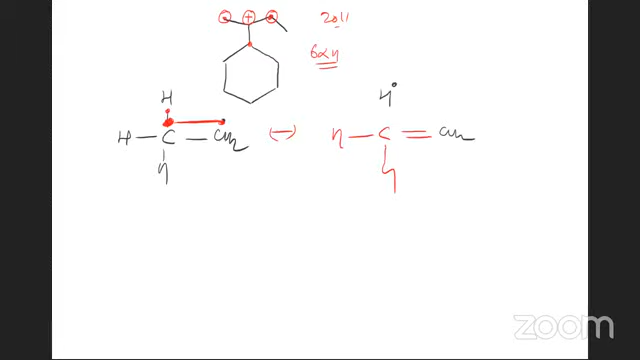 +
2011
6αH
H
H
H — C — CH2 ⟷ H — C = CH2
H
H
zoom